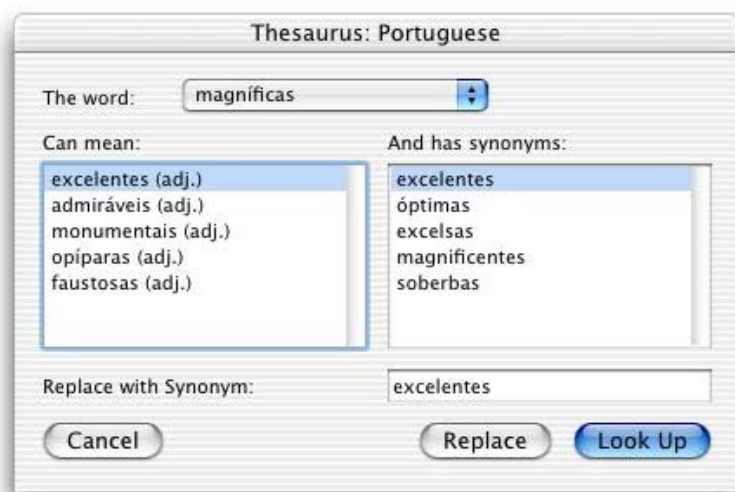 Thesaurus: Portuguese
The word: magníficas
Can mean:
excelentes (adj.)
admiráveis (adj.)
monumentais (adj.)
opíparas (adj.)
faustosas (adj.)
And has synonyms:
excelentes
óptimas
excelsas
magnificentes
soberbas
Replace with Synonym: excelentes
Cancel Replace Look Up